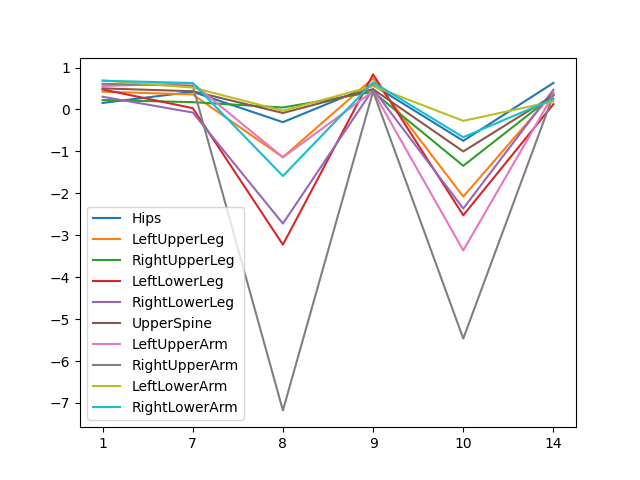 1
0
−1
−2
−3
−4
−5
−6
−7
Hips
LeftUpperLeg
RightUpperLeg
LeftLowerLeg
RightLowerLeg
UpperSpine
LeftUpperArm
RightUpperArm
LeftLowerArm
RightLowerArm
1 7 8 9 10 14